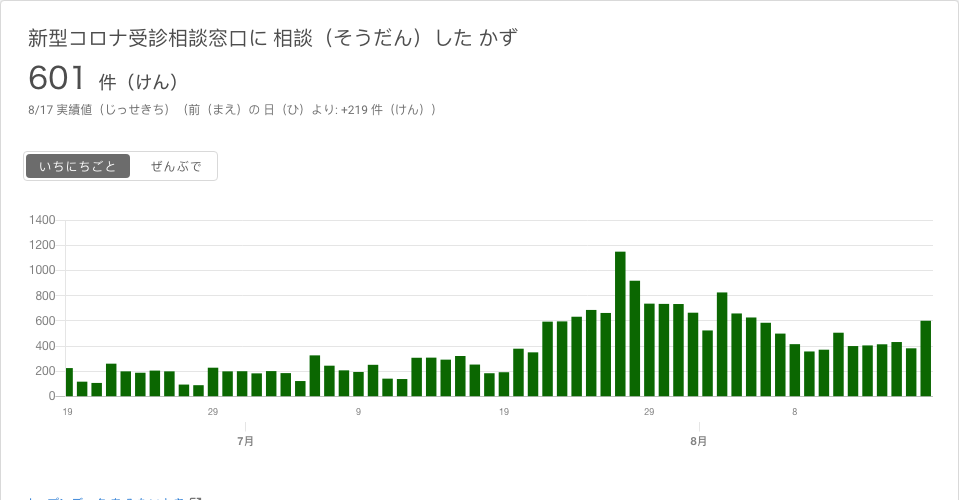 新型コロナ受診相談窓口に 相談（そうだん）した かず
601 件（けん）
8/17 実績値（じっせきち）（前（まえ）の 日（ひ）より: +219 件（けん））
いちにちごと ぜんぶで
1400
1200
1000
800
600
400
200
0
19 29 9 19 29 8
7月 8月